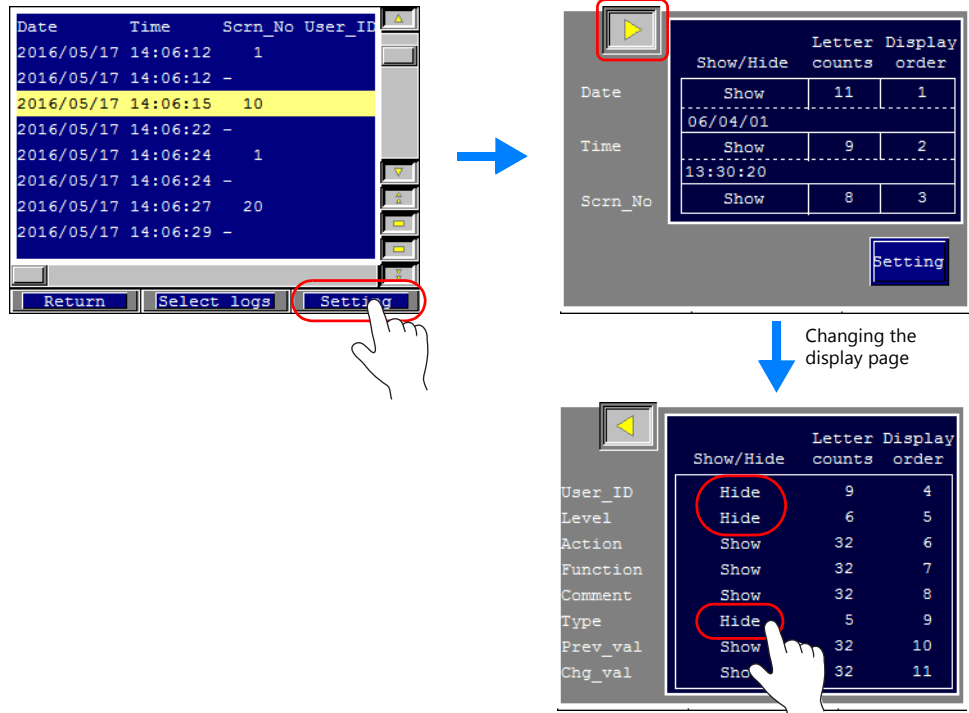 Date Time Scrn_No User_ID
2016/05/17 14:06:12 1
2016/05/17 14:06:12 –
2016/05/17 14:06:15 10
2016/05/17 14:06:22 –
2016/05/17 14:06:24 1
2016/05/17 14:06:24 –
2016/05/17 14:06:27 20
2016/05/17 14:06:29 –
Return Select logs Setting
Letter Display
Show/Hide counts order
Date Show 11 1
06/04/01
Time Show 9 2
13:30:20
Scrn_No Show 8 3
Setting
Changing the
display page
Letter Display
Show/Hide counts order
User_ID Hide 9 4
Level Hide 6 5
Action Show 32 6
Function Show 32 7
Comment Show 32 8
Type Hide 5 9
Prev_val Show 32 10
Chg_val Show 32 11